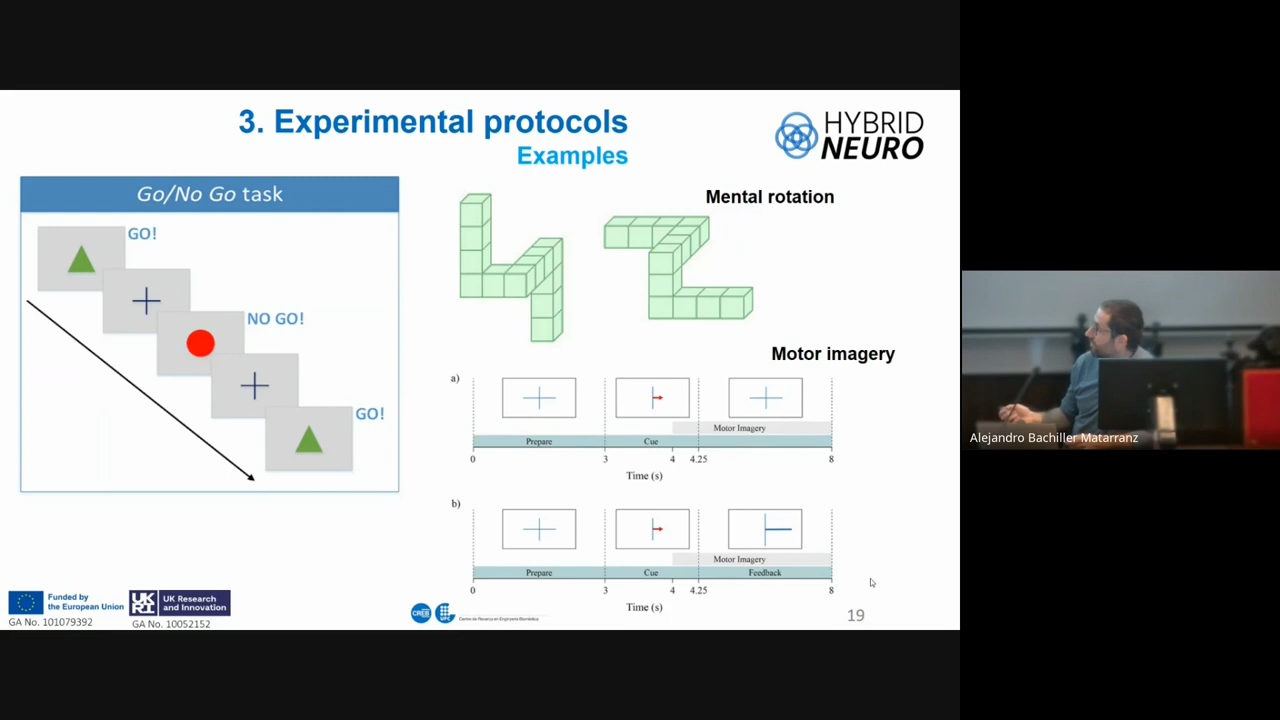 3. Experimental protocols
Examples
HYBRID
NEURO
Go/No Go task
GO!
NO GO!
GO!
Mental rotation
Motor imagery
a)
Motor Imagery
Prepare
Cue
0
3
4
4.25
8
Time (s)
b)
Motor Imagery
Prepare
Cue
Feedback
0
3
4
4.25
8
Time (s)
Funded by
the European Union
GA No. 101079392
UK
RI
UK Research
and Innovation
GA No. 10052152
CREB
UPC
Centre de Recerca en Enginyeria Biomèdica
19
Alejandro Bachiller Matarranz